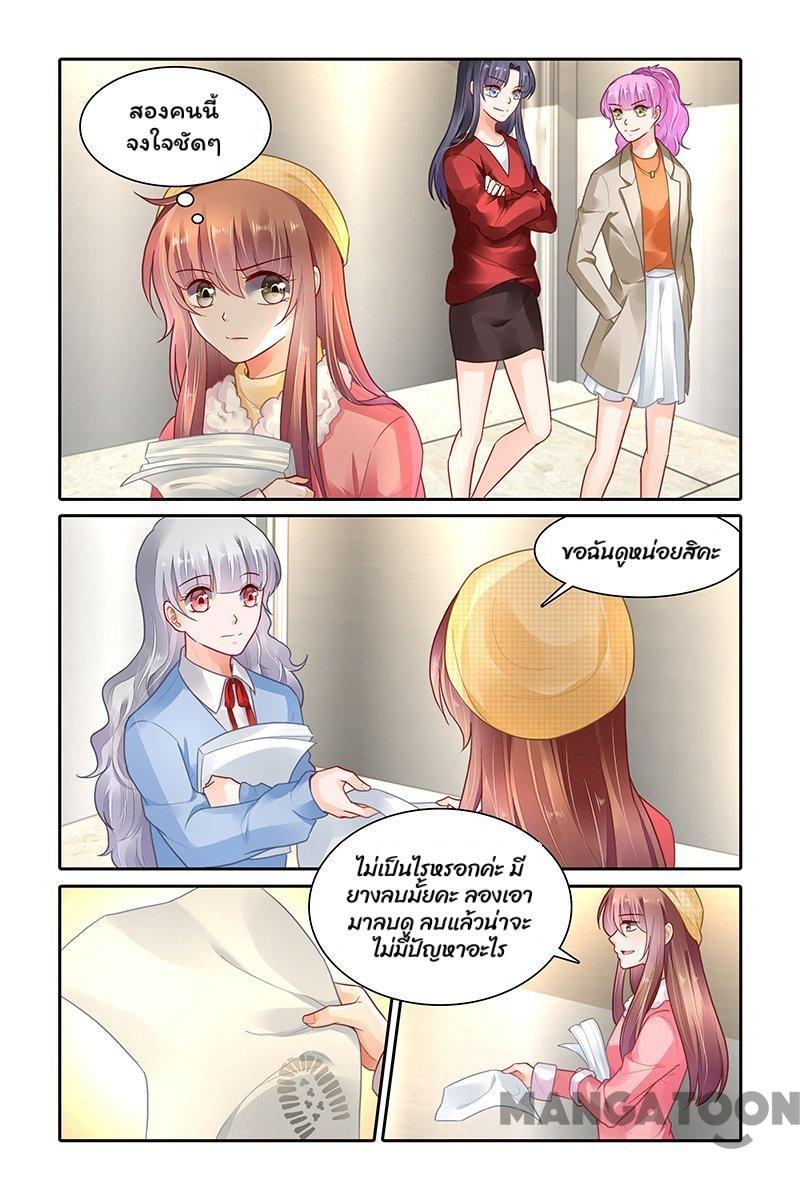 สองคนนี้
จงใจชัดๆ
ขอฉันดูหน่อยสิคะ
ไม่เป็นไรหรอกค่ะ มี
ยางลบมั้ยคะ ลองเอา
มาลบดู ลบแล้วน่าจะ
ไม่มีปัญหาอะไร
MANGATOON